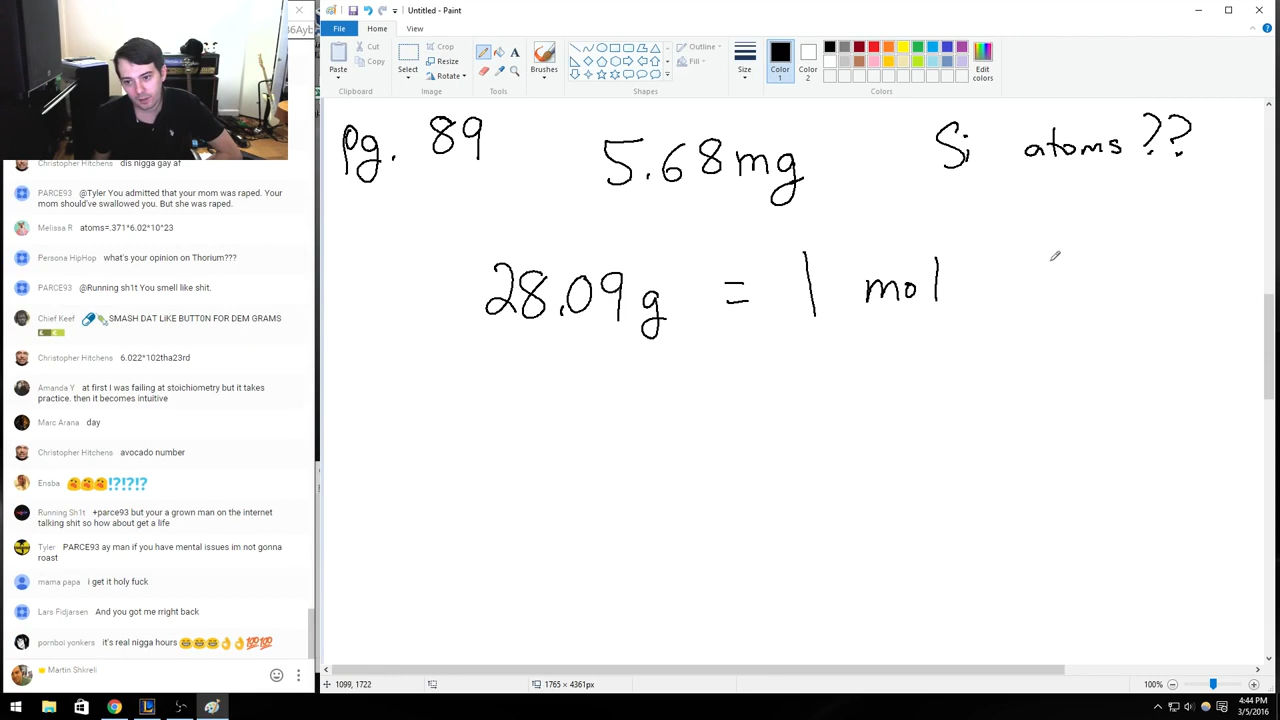 36Ayb
Christopher Hitchens dis nigga gay af
PARCE93 @Tyler You admitted that your mom was raped. Your
mom should've swallowed you. But she was raped.
Melissa R atoms=.371*6.02*10^23
Persona HipHop what's your opinion on Thorium???
PARCE93 @Running sh1t You smell like shit.
Chief Keef 💊🍬SMASH DAT LiKE BUTT0N FOR DEM GRAMS
Christopher Hitchens 6.022*102tha23rd
Amanda Y at first I was failing at stoichiometry but it takes
practice. then it becomes intuitive
Marc Arana day
Christopher Hitchens avocado number
Ensba 😗😗😗⁉⁉⁉
Running Sh1t +parce93 but your a grown man on the internet
talking shit so how about get a life
Tyler PARCE93 ay man if you have mental issues im not gonna
roast
mama papa i get it holy fuck
Lars Fidjarsen And you got me rright back
pornboi yonkers it's real nigga hours 😂😂😂👌👌💯💯
Martin Shkreli
Untitled - Paint
File Home View
Paste Cut Copy Select Crop Resize Rotate Brushes Outline Fill Size Color 1 Color 2 Edit colors
Clipboard Image Tools Shapes Colors
pg. 89 5.68mg Si atoms ??
28.09g = 1 mol
1099, 1722 1765 × 4361px 100%
4:44 PM
3/5/2016